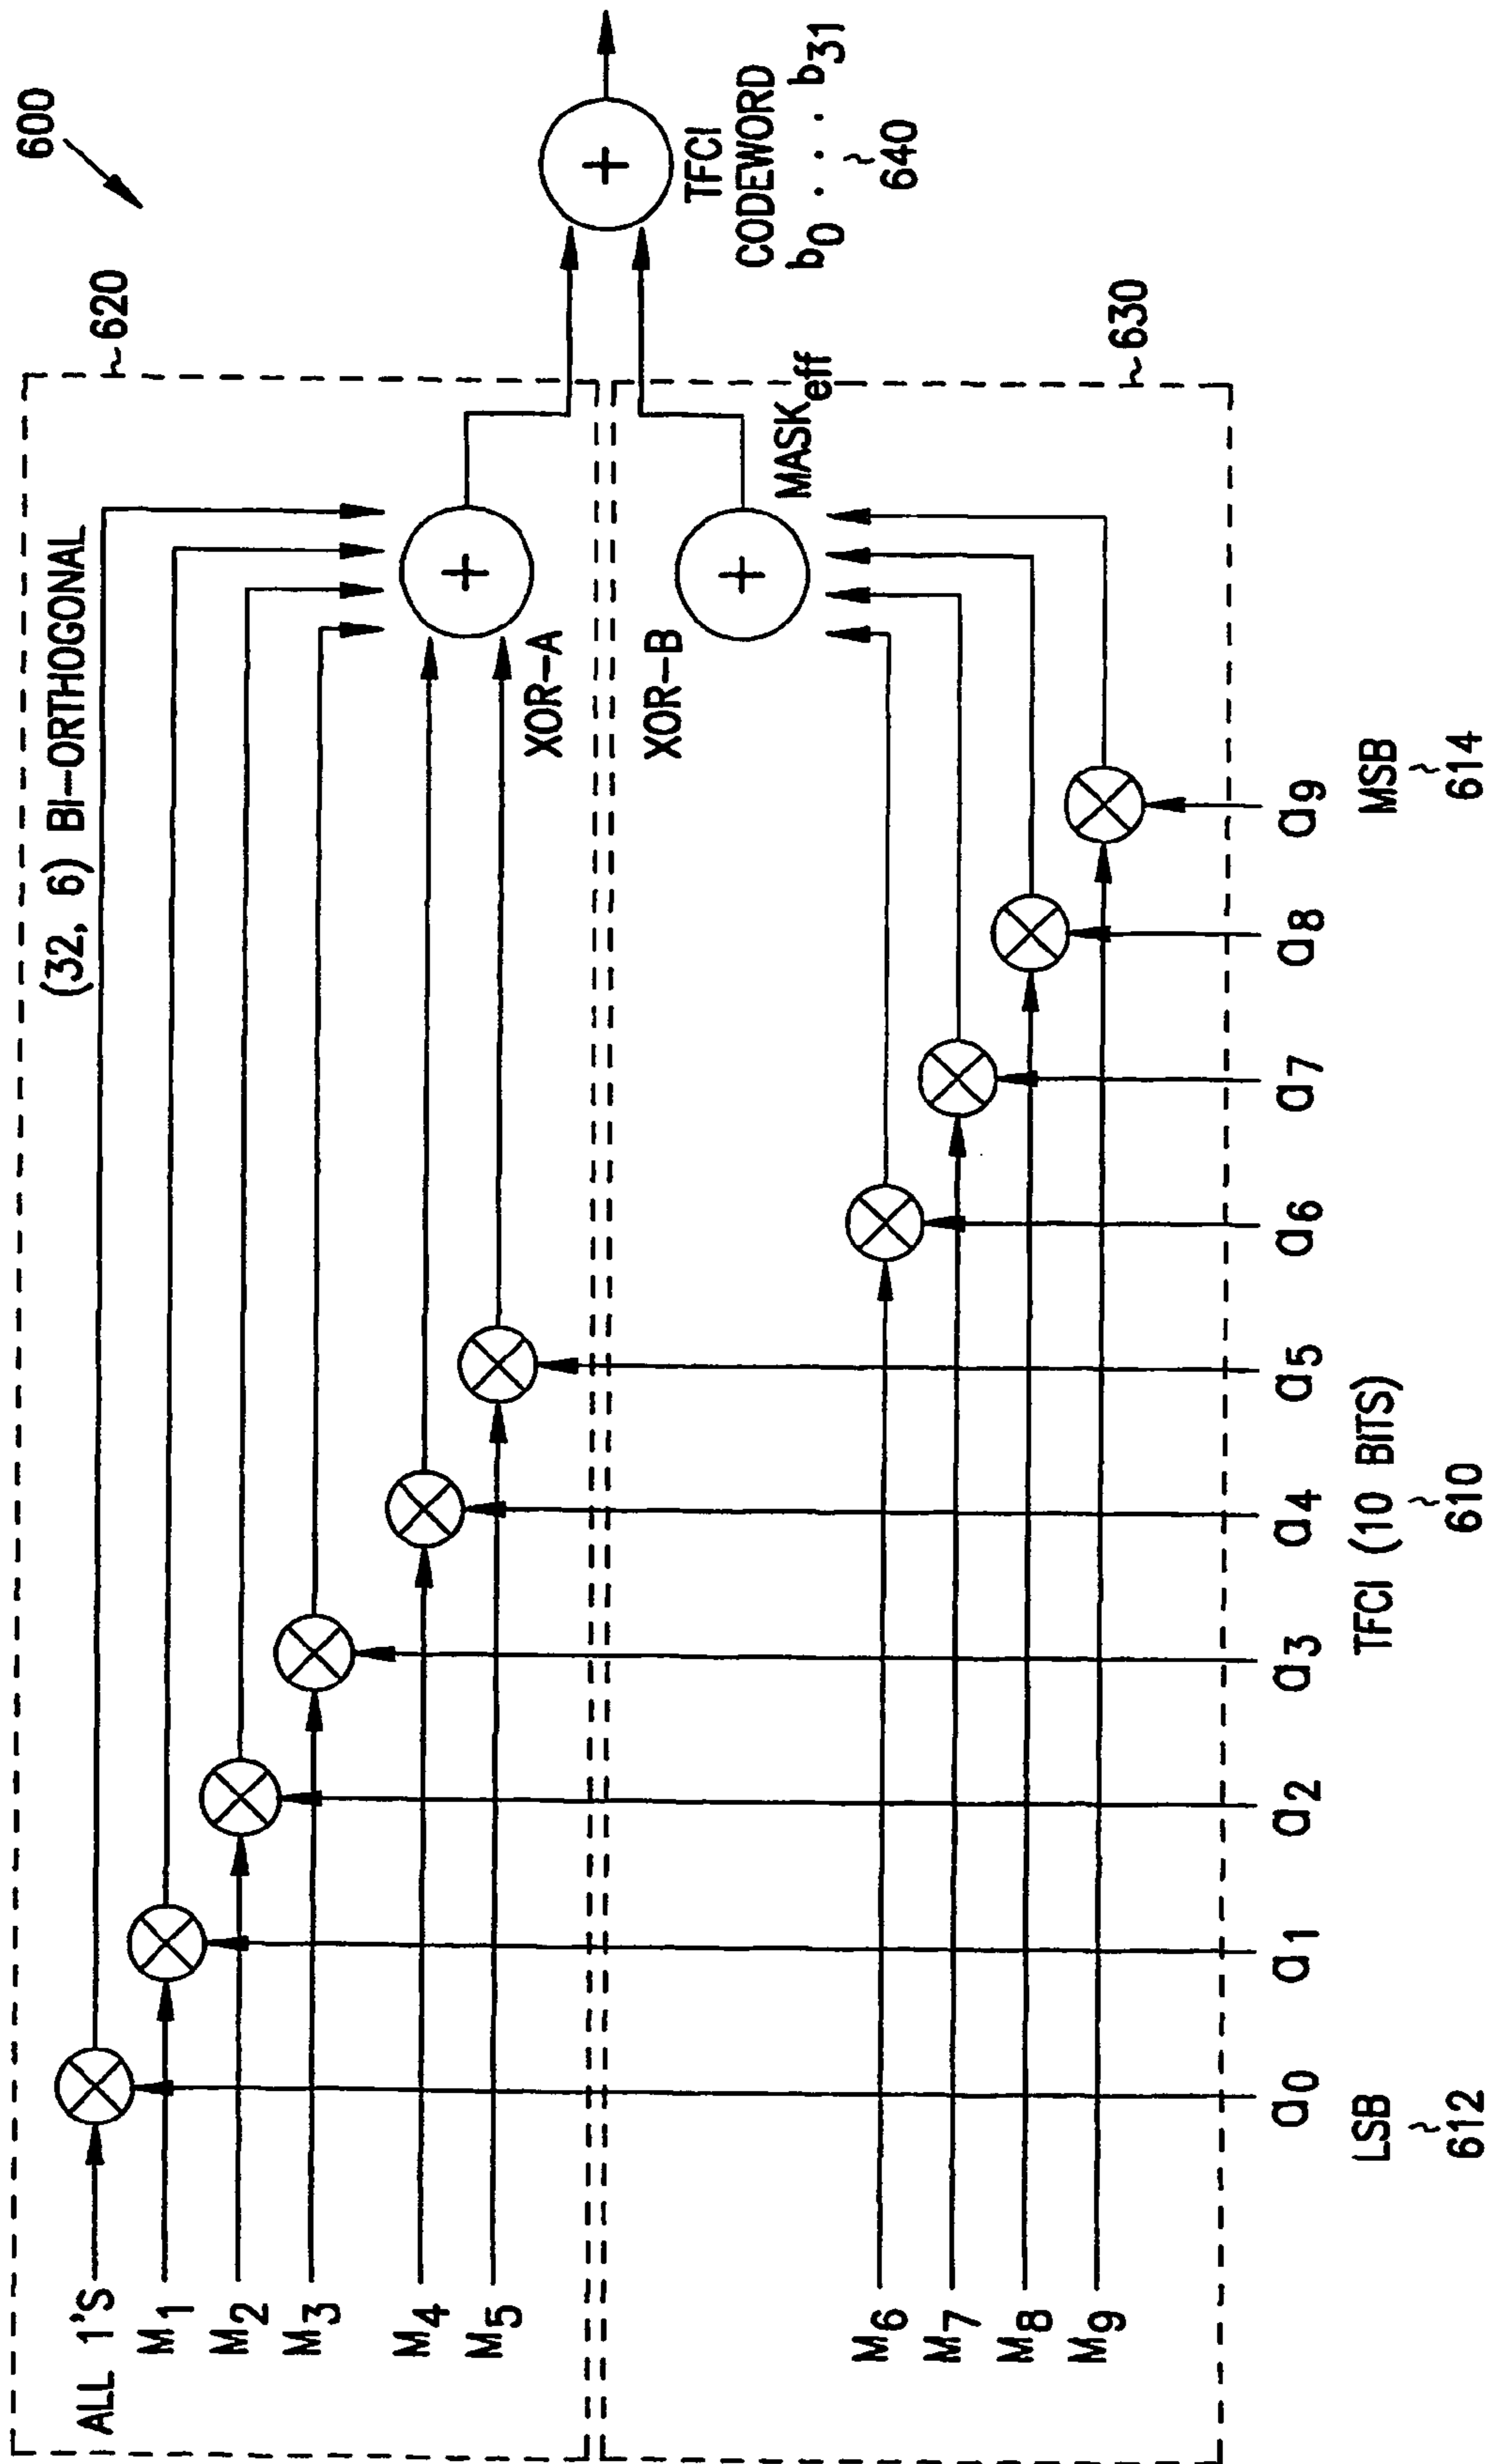 600
620
(32, 6) BI-ORTHOGONAL
ALL 1'S
M1
M2
M3
M4
M5
XOR-A
XOR-B
MASKeff
TFCI
CODEWORD
b0 . . . . b31
640
630
M6
M7
M8
M9
a0 a1 a2 a3 a4 a5 a6 a7 a8 a9
LSB
612
TFCI (10 BITS)
610
MSB
614